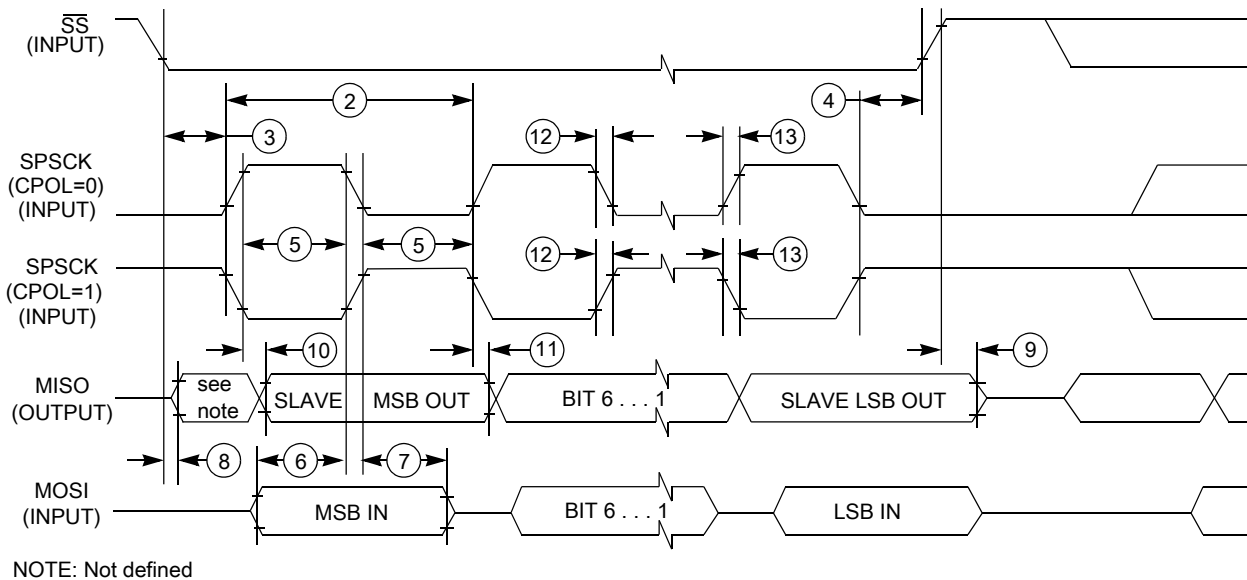 SS
(INPUT)
2
4
3
12
13
SPSCK
(CPOL=0)
(INPUT)
5
5
12
13
SPSCK
(CPOL=1)
(INPUT)
10
11
9
MISO
(OUTPUT)
see
note
SLAVE
MSB OUT
BIT 6 . . . 1
SLAVE LSB OUT
8
6
7
MOSI
(INPUT)
MSB IN
BIT 6 . . . 1
LSB IN
NOTE: Not defined